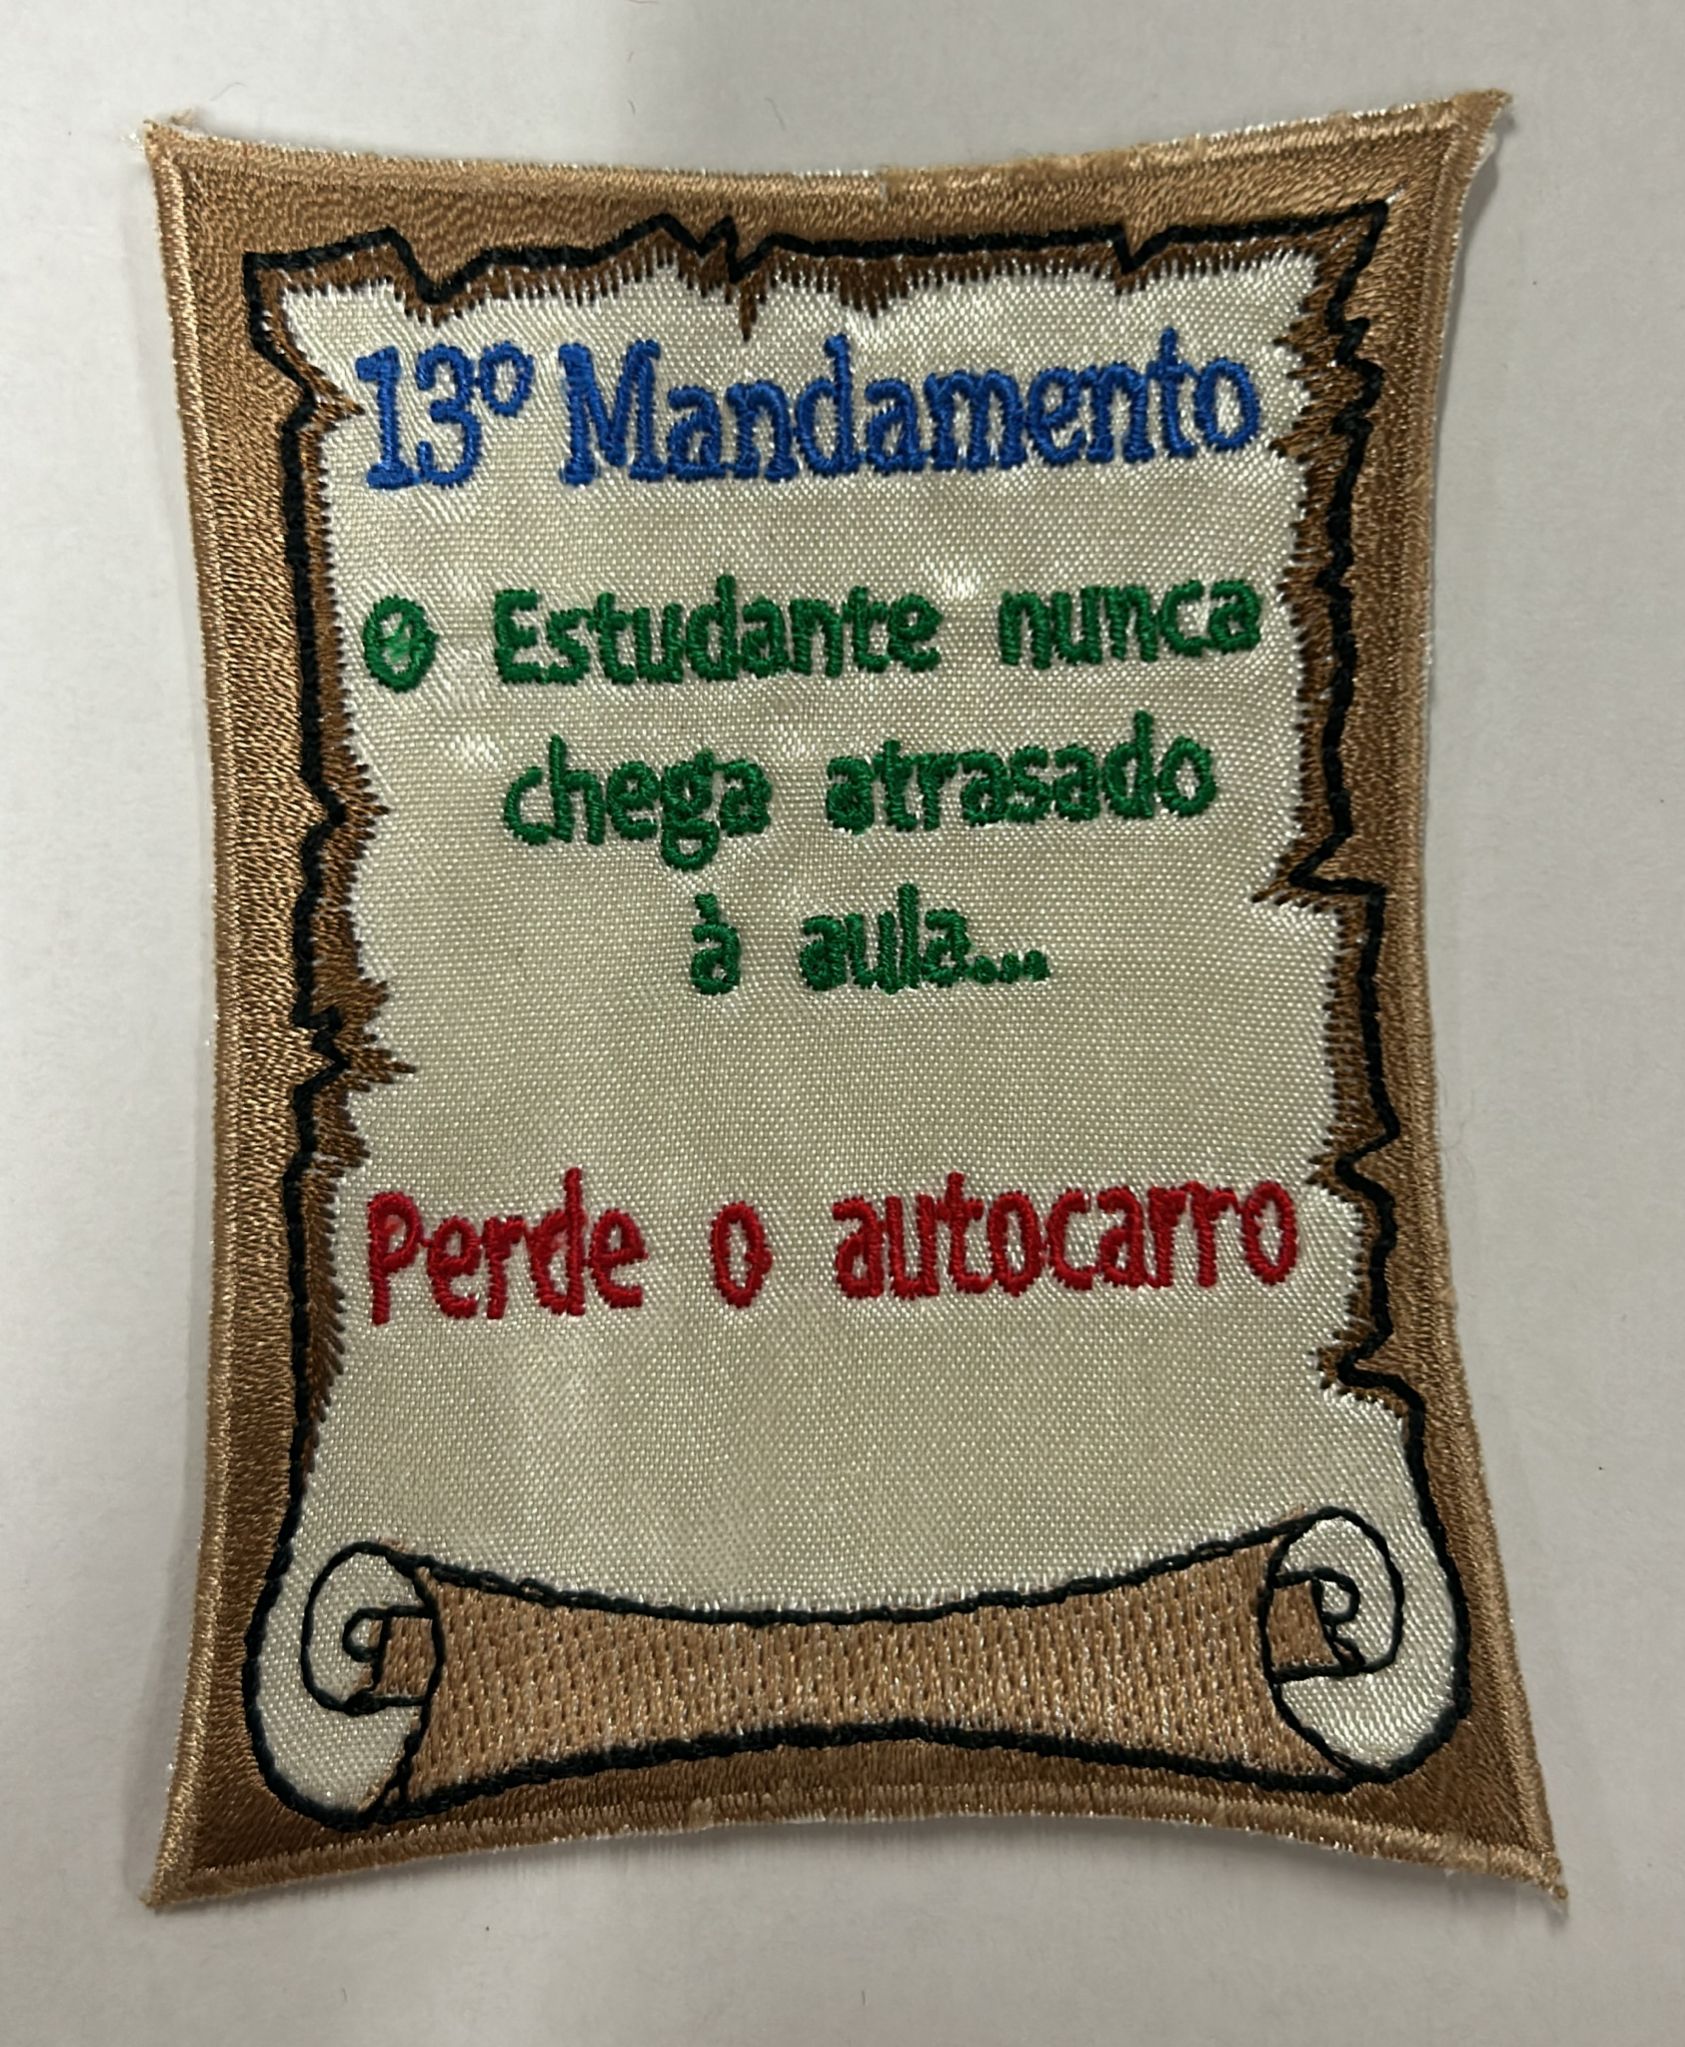 13º Mandamento
O Estudante nunca
chega atrasado
à aula...
Perde o autocarro